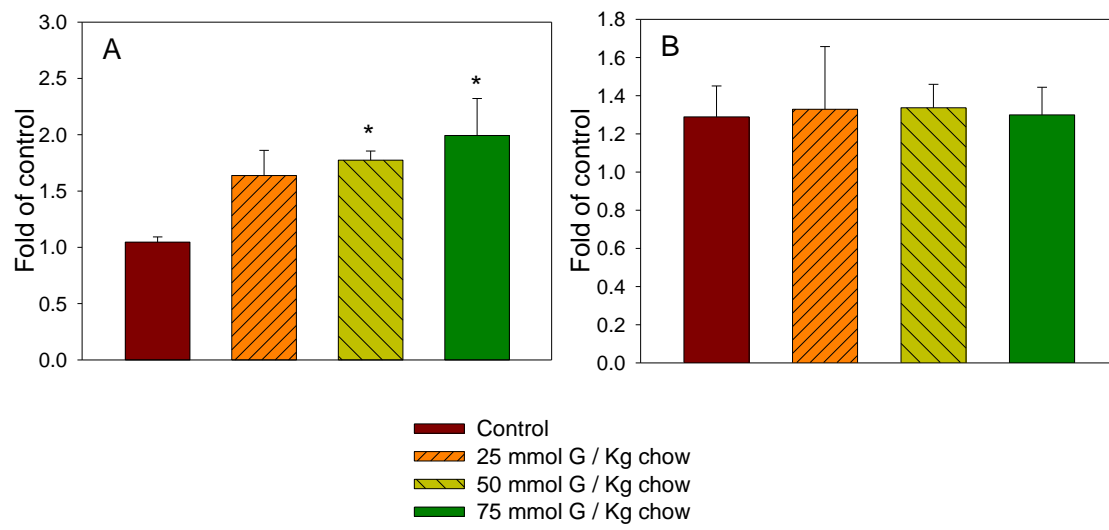 A
Fold of control
3.0
2.5
2.0
1.5
1.0
0.5
0.0
*
*
B
Fold of control
1.8
1.6
1.4
1.2
1.0
0.8
0.6
0.4
0.2
0.0
Control
25 mmol G / Kg chow
50 mmol G / Kg chow
75 mmol G / Kg chow